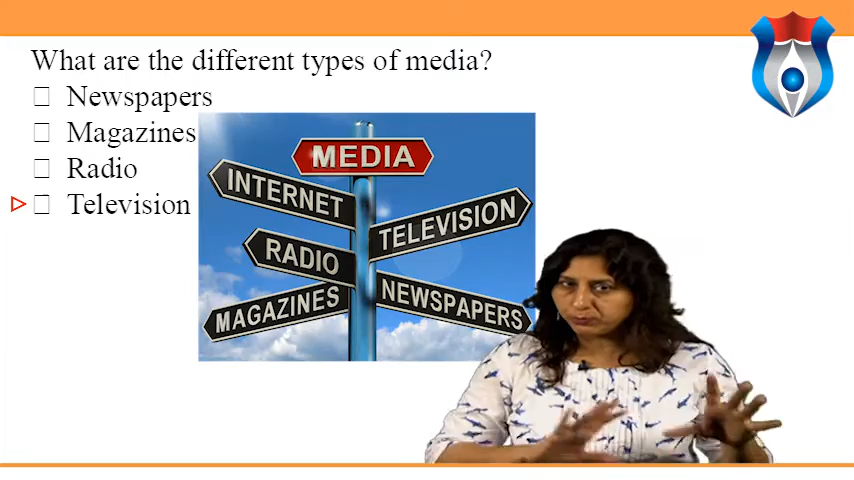 What are the different types of media?
Newspapers
Magazines
Radio
Television
MEDIA
INTERNET
TELEVISION
RADIO
MAGAZINES
NEWSPAPERS